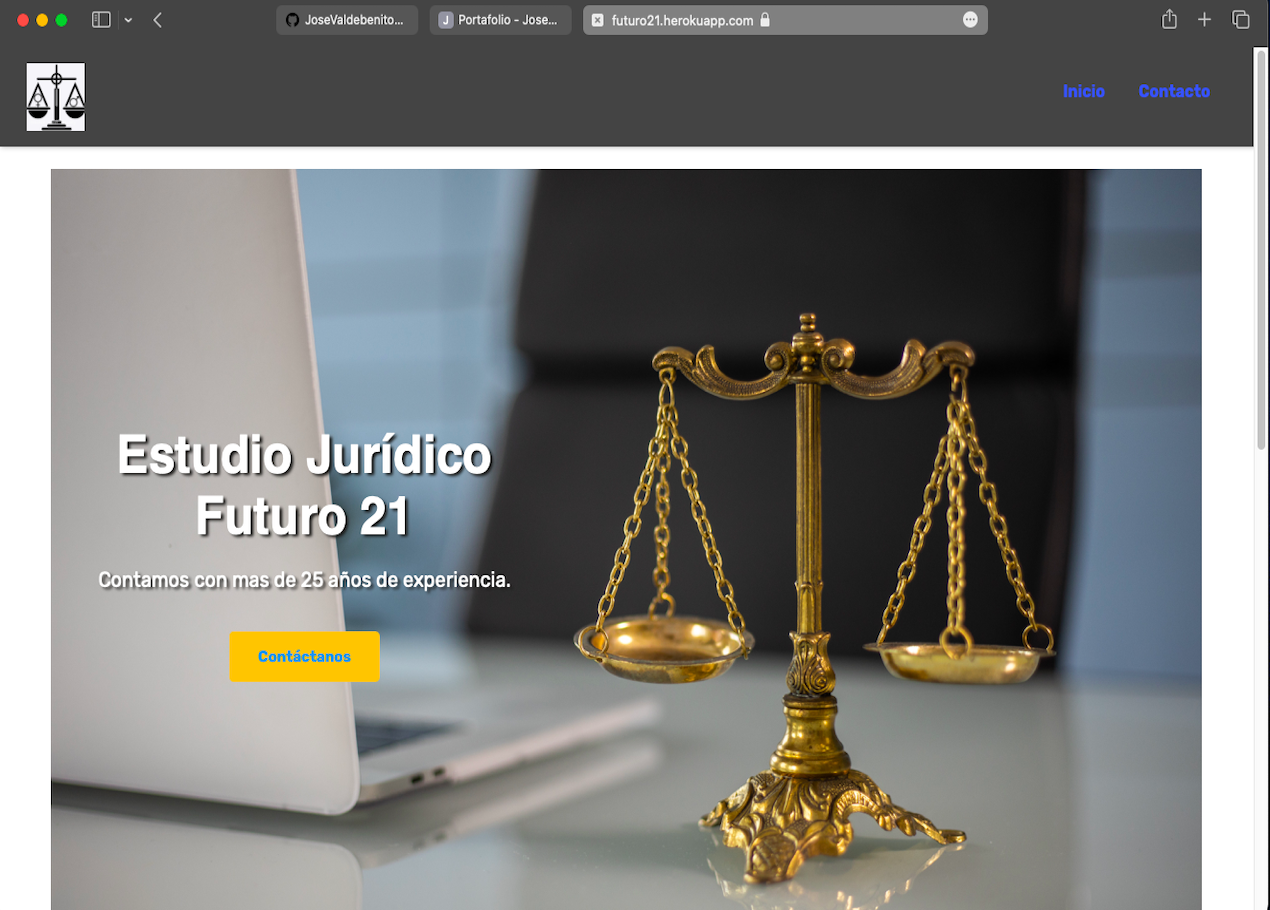 JoseValdebenito...
J Portafolio - Jose...
futuro21.herokuapp.com
Inicio Contacto
Estudio Jurídico
Futuro 21
Contamos con mas de 25 años de experiencia.
Contáctanos